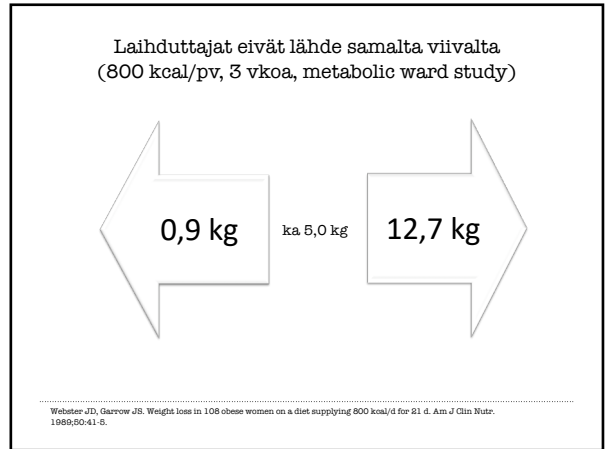 Laihduttajat eivät lähde samalta viivalta
(800 kcal/pv, 3 vkoa, metabolic ward study)
0,9 kg
ka 5,0 kg
12,7 kg
Webster JD, Garrow JS. Weight loss in 108 obese women on a diet supplying 800 kcal/d for 21 d. Am J Clin Nutr.
1989;50:41-5.